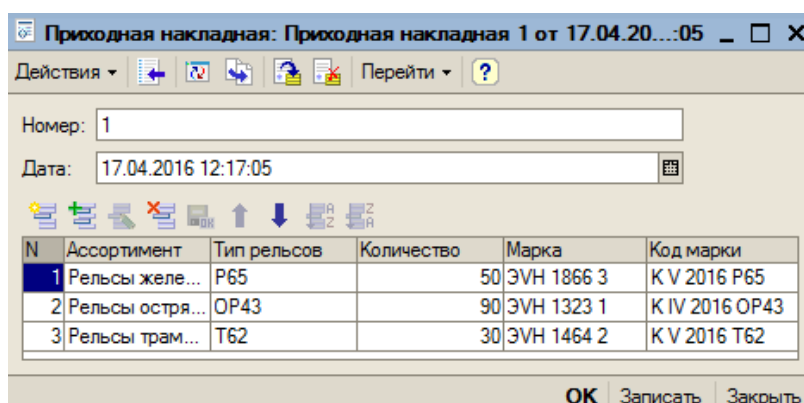 Приходная накладная: Приходная накладная 1 от 17.04.20...:05
Действия Перейти ?
Номер: 1
Дата: 17.04.2016 12:17:05
N Ассортимент Тип рельсов Количество Марка Код марки
1 Рельсы желе... Р65 50 ЭVН 1866 3 К V 2016 Р65
2 Рельсы остря... ОР43 90 ЭVН 1323 1 К IV 2016 ОР43
3 Рельсы трам... Т62 30 ЭVН 1464 2 К V 2016 Т62
ОК Записать Закрыть